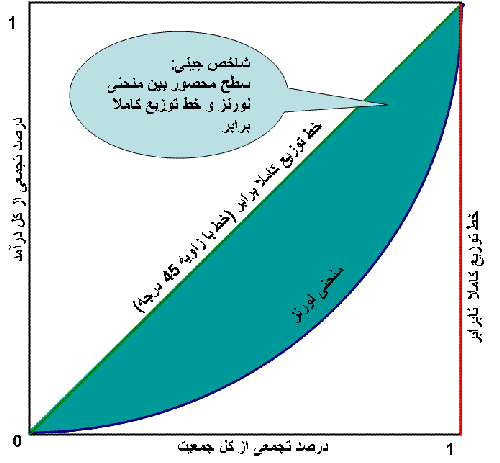 1
شاخص جینی:
سطح محصور بین منحنی
لورنز و خط توزیع کاملا
برابر
درصد تجمعی از کل درآمد
خط توزیع کاملا برابر (خط با زاویه 45 درجه)
منحنی لورنز
خط توزیع کاملا نابرابر
0
درصد تجمعی از کل جمعیت
1